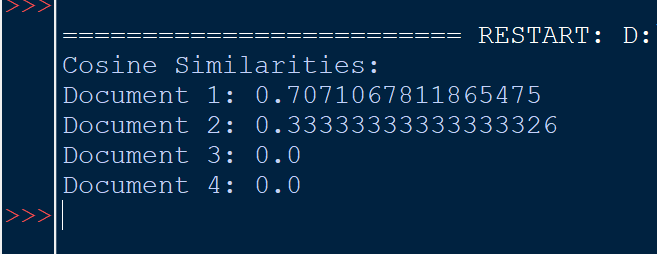 >>>
========================= RESTART: D:
Cosine Similarities:
Document 1: 0.7071067811865475
Document 2: 0.33333333333333326
Document 3: 0.0
Document 4: 0.0
>>>